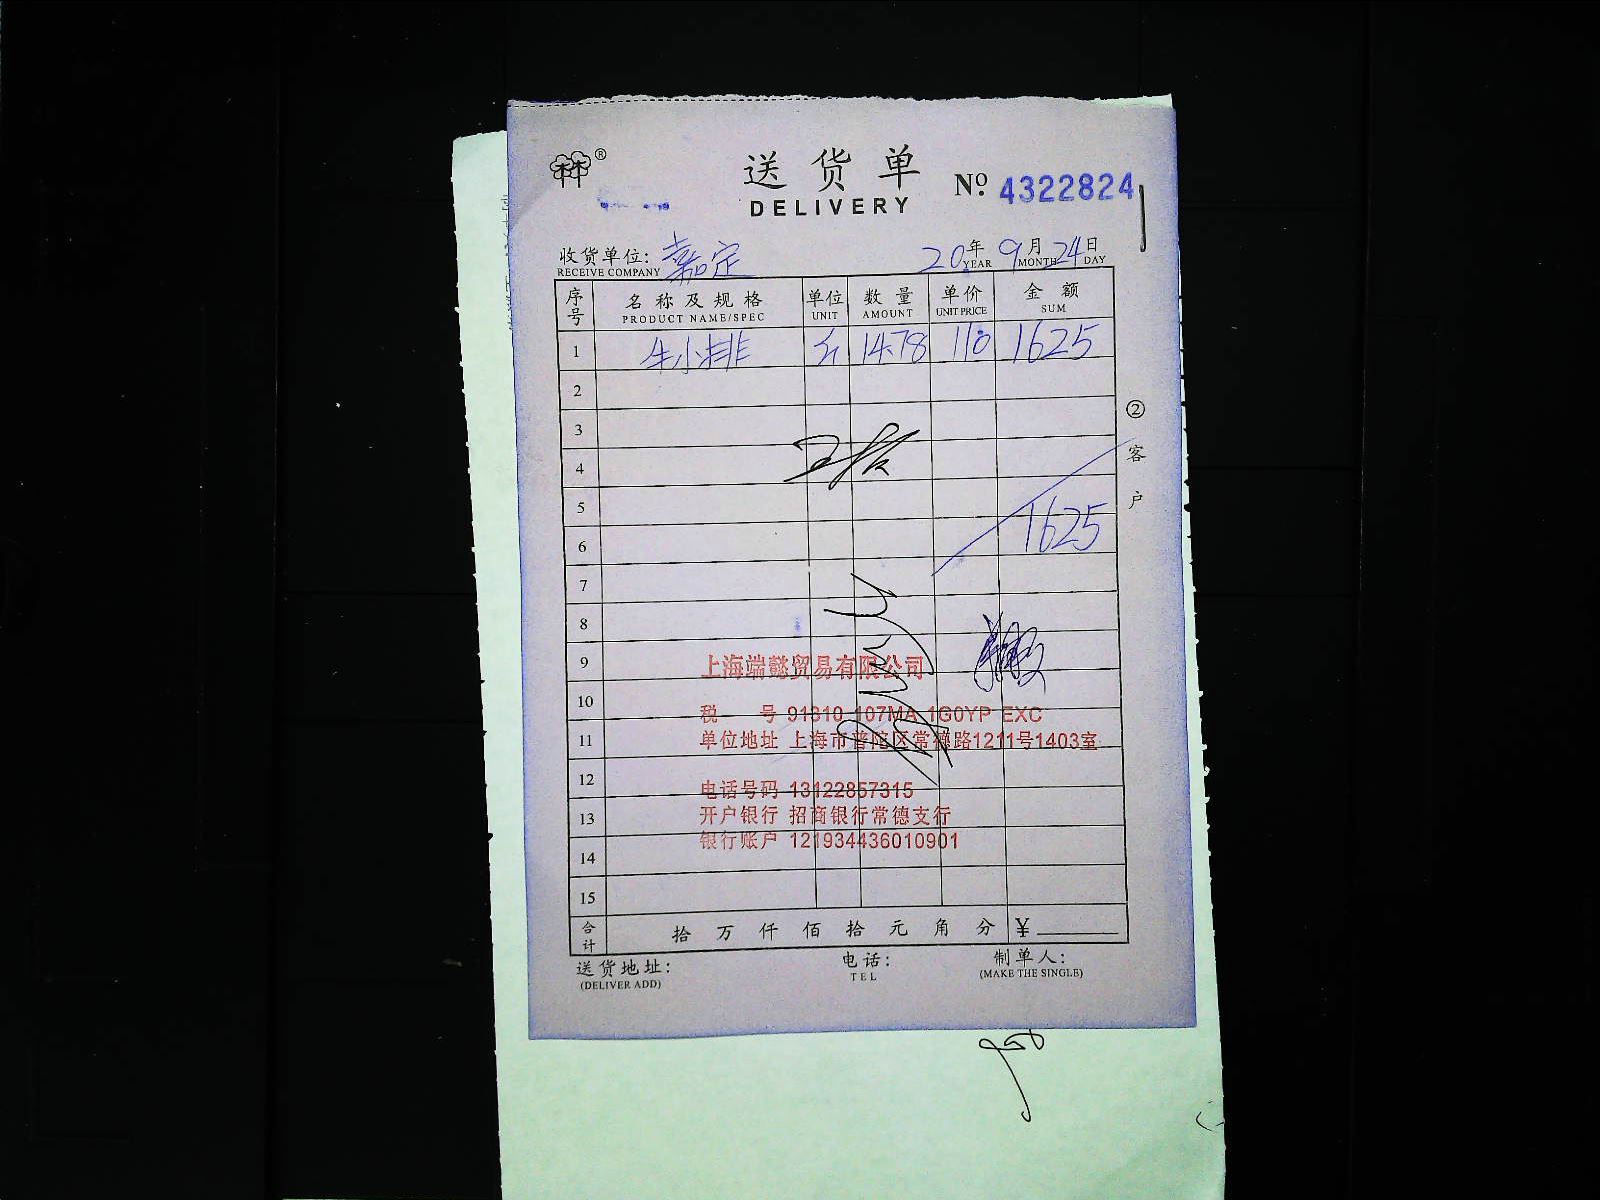 ®
送货单
DELIVERY
№ 4322824
收货单位: 嘉定
RECEIVE COMPANY
20年 9月 24日
YEAR MONTH DAY
序号 名称及规格 单位 数量 单价 金额
PRODUCT NAME/SPEC UNIT AMOUNT UNIT PRICE SUM
1 牛小排 斤 14.78 110 1625
2
3
4
5
6 1625
7
8
9
10
11
12
13
14
15
② 客户
上海端懿贸易有限公司
税 号 91310 107MA 1G0YP EXC
单位地址 上海市普陀区常德路1211号1403室
电话号码 13122857315
开户银行 招商银行常德支行
银行账户 121934436010901
合计 拾 万 仟 佰 拾 元 角 分 ¥
送货地址:
(DELIVER ADD)
电话:
TEL
制单人:
(MAKE THE SINGLE)